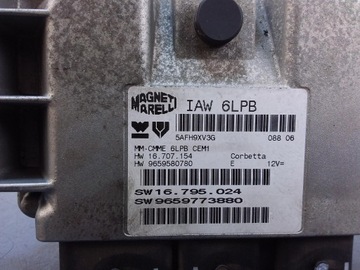 MAGNETI
MARELLI
IAW 6LPB
5AFH9XV3G 088 06
MM-CMME 6LPB CEM1
HW 16.707.154 Corbetta
HW 9659580780 12V=
SW16.795.024
SW9659773880